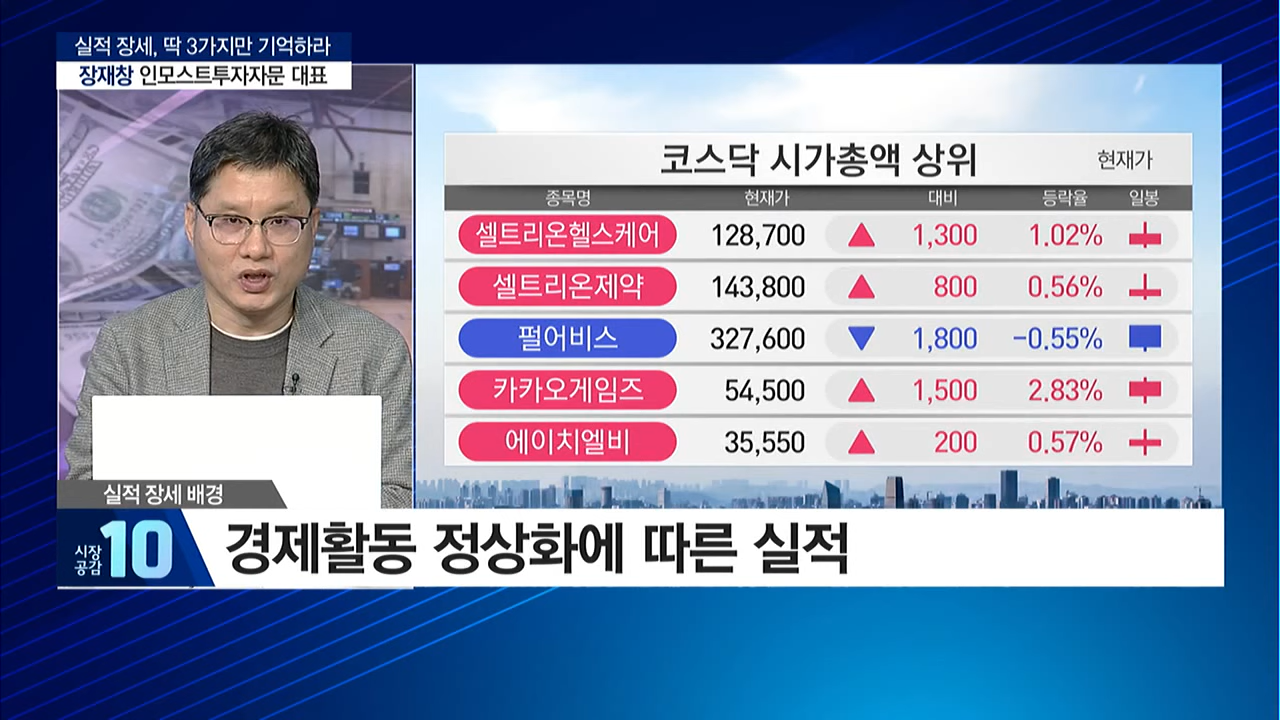 실적 장세, 딱 3가지만 기억하라
장재창 인모스트투자자문 대표
코스닥 시가총액 상위
현재가
종목명 현재가 대비 등락율 일봉
셀트리온헬스케어 128,700 ▲ 1,300 1.02%
셀트리온제약 143,800 ▲ 800 0.56%
펄어비스 327,600 ▼ 1,800 -0.55%
카카오게임즈 54,500 ▲ 1,500 2.83%
에이치엘비 35,550 ▲ 200 0.57%
실적 장세 배경
시장공감 10
경제활동 정상화에 따른 실적